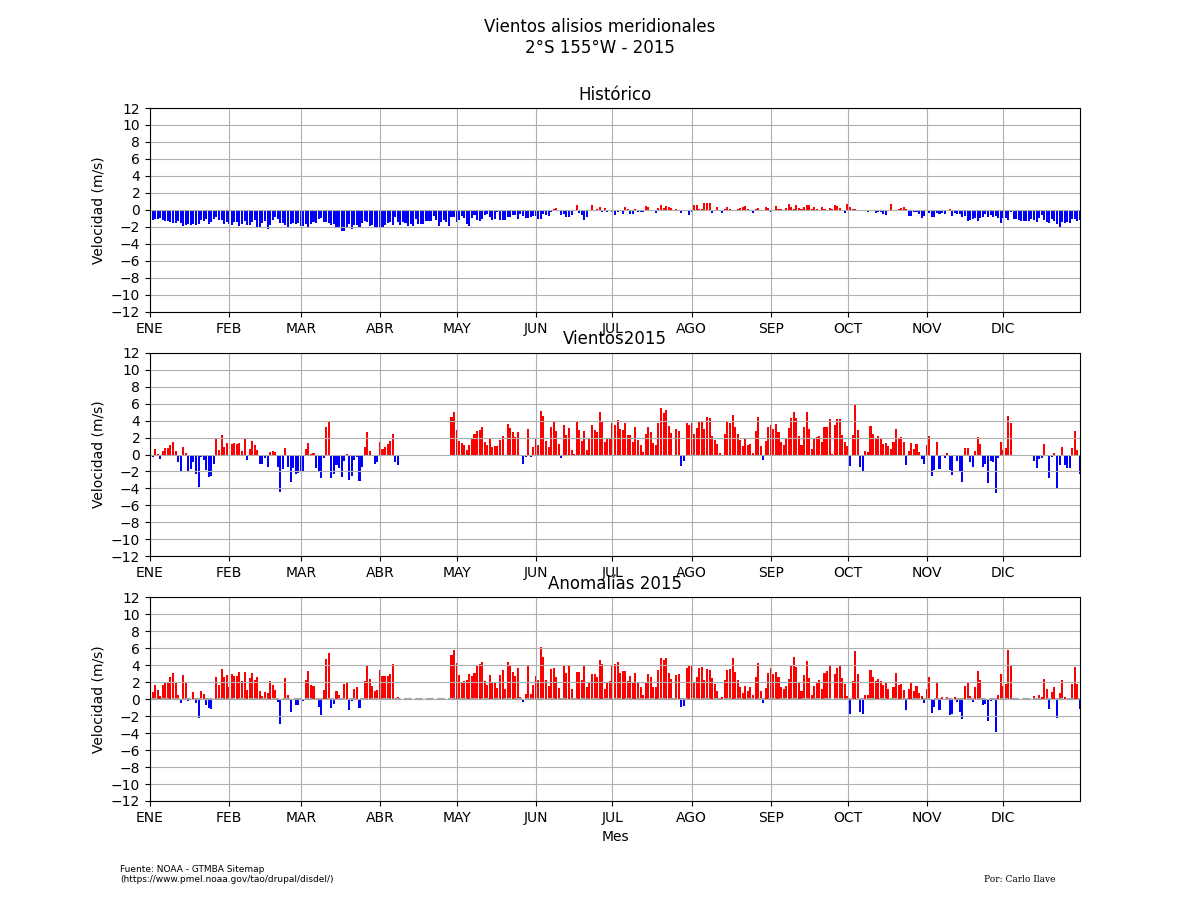 Vientos alisios meridionales
2°S 155°W - 2015
Histórico
12
10
8
6
4
2
0
−2
−4
−6
−8
−10
−12
Velocidad (m/s)
ENE FEB MAR ABR MAY JUN JUL AGO SEP OCT NOV DIC
Vientos2015
12
10
8
6
4
2
0
−2
−4
−6
−8
−10
−12
Velocidad (m/s)
ENE FEB MAR ABR MAY JUN JUL AGO SEP OCT NOV DIC
Anomalías 2015
12
10
8
6
4
2
0
−2
−4
−6
−8
−10
−12
Velocidad (m/s)
ENE FEB MAR ABR MAY JUN JUL AGO SEP OCT NOV DIC
Mes
Fuente: NOAA - GTMBA Sitemap
(https://www.pmel.noaa.gov/tao/drupal/disdel/)
Por: Carlo Ilave